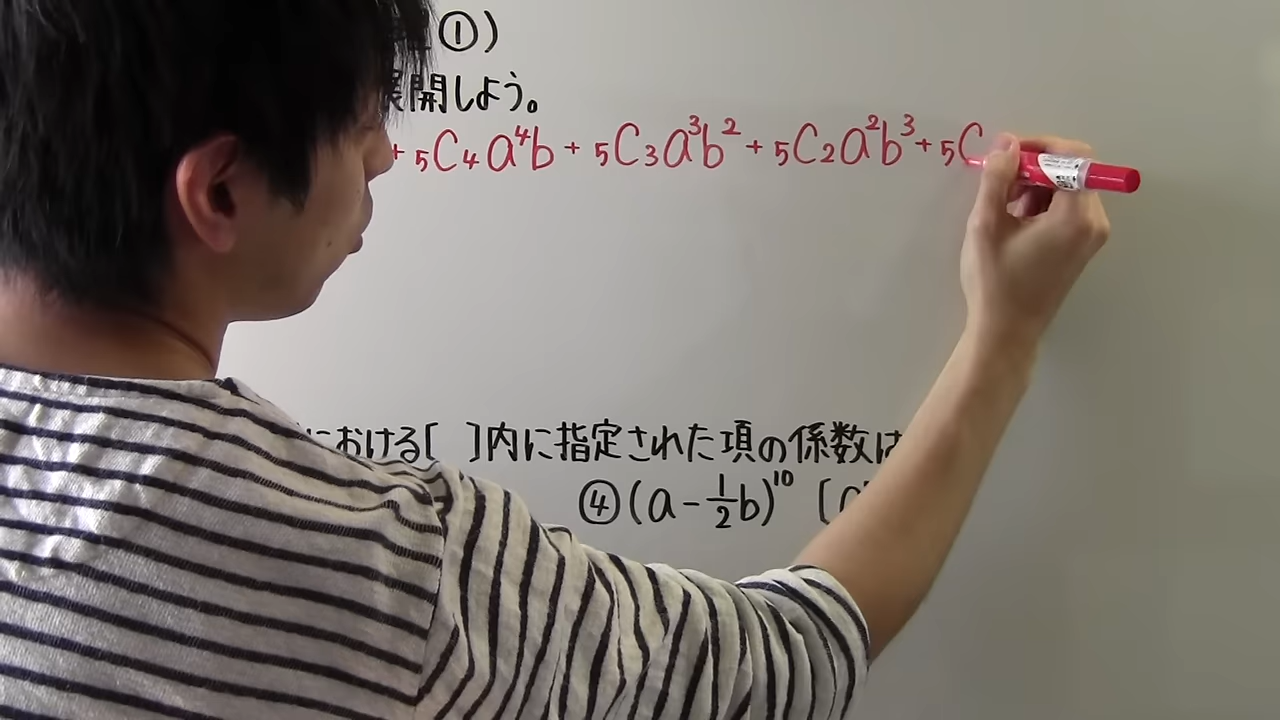 ①)
展開しよう。
+ ₅C₄a⁴b + ₅C₃a³b² + ₅C₂a²b³ + ₅C
における[ ]内に指定された項の係数は
④(a - 1/2 b)¹⁰ [a